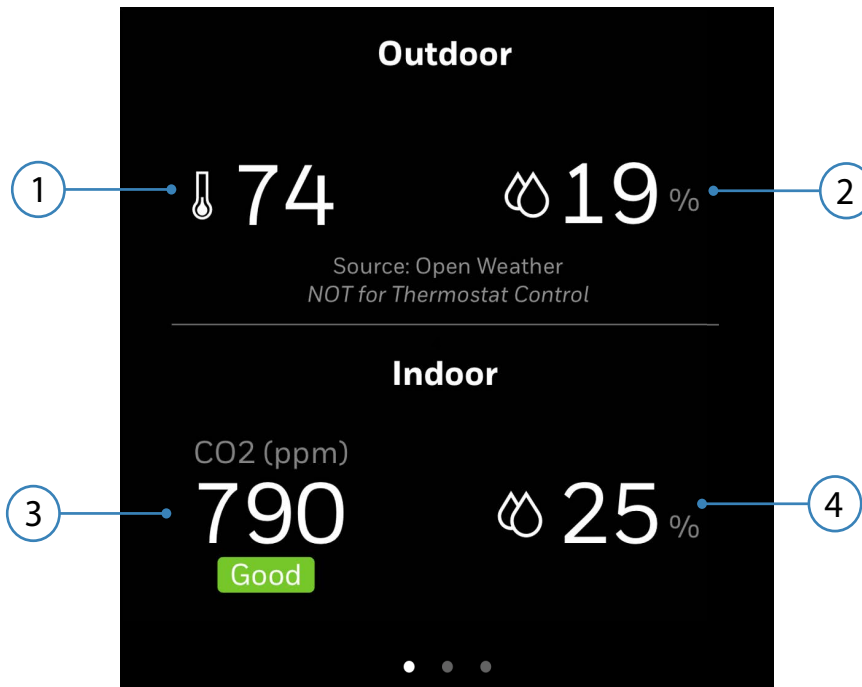 Outdoor
1 74 19 % 2
Source: Open Weather
NOT for Thermostat Control
Indoor
CO2 (ppm)
3 790 25 % 4
Good